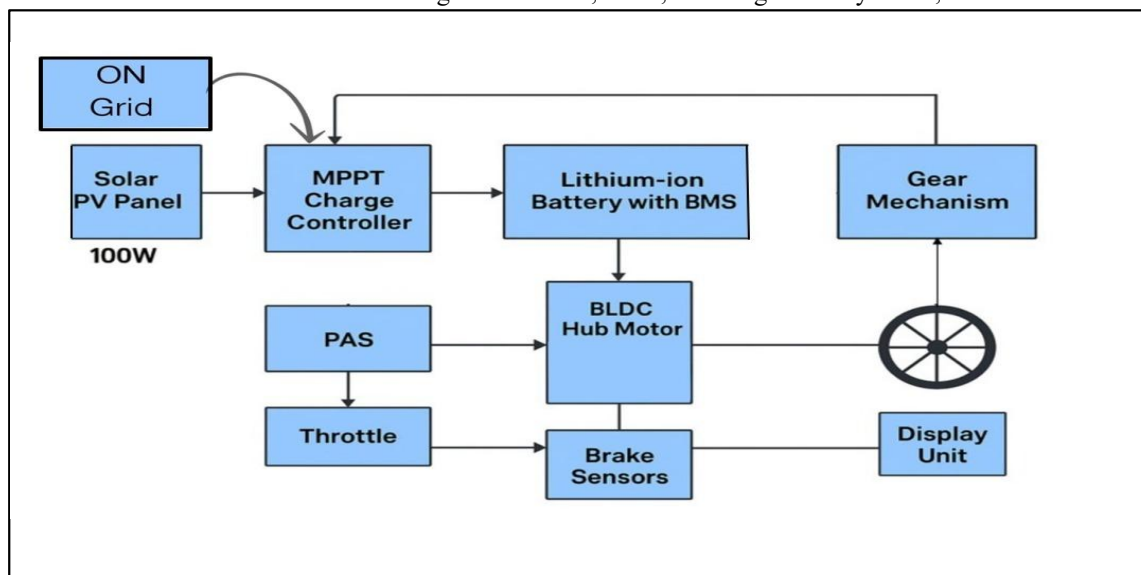 ON
Grid
Solar
PV Panel
100W
MPPT
Charge
Controller
Lithium-ion
Battery with BMS
Gear
Mechanism
PAS
BLDC
Hub Motor
Throttle
Brake
Sensors
Display
Unit